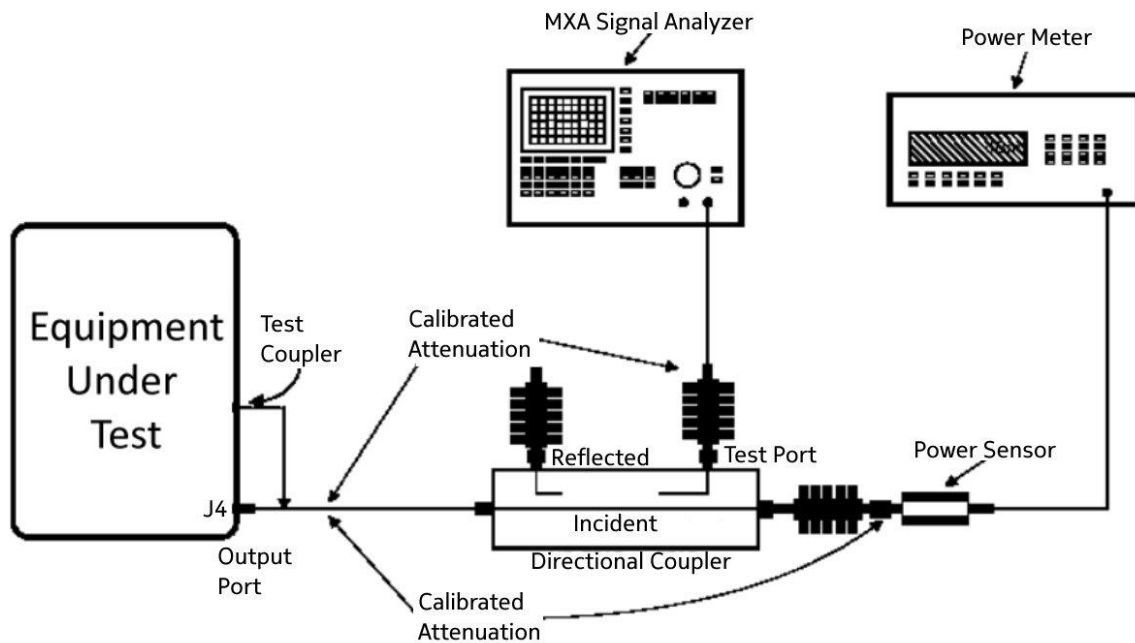 MXA Signal Analyzer
Power Meter
Equipment
Under
Test
Test
Coupler
Calibrated
Attenuation
Reflected
Test Port
Power Sensor
J4
Incident
Output
Port
Directional Coupler
Calibrated
Attenuation